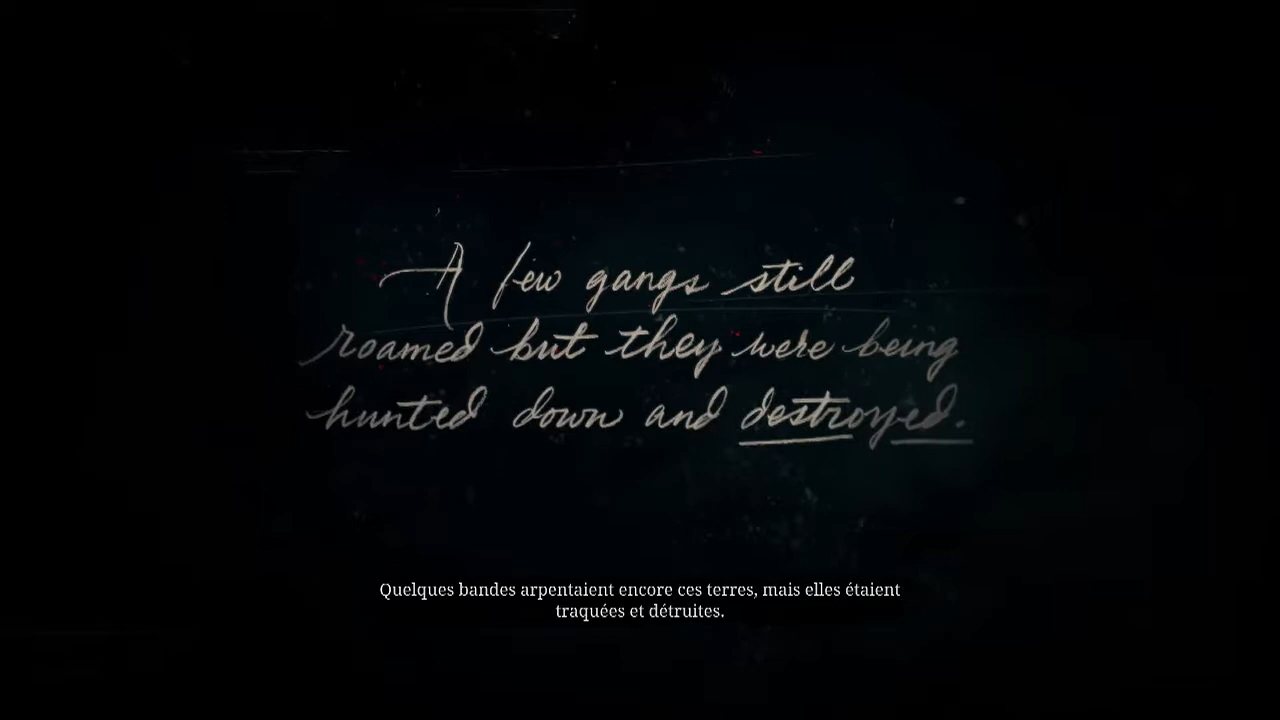 A few gangs still
roamed but they were being
hunted down and destroyed.
Quelques bandes arpentaient encore ces terres, mais elles étaient
traquées et détruites.